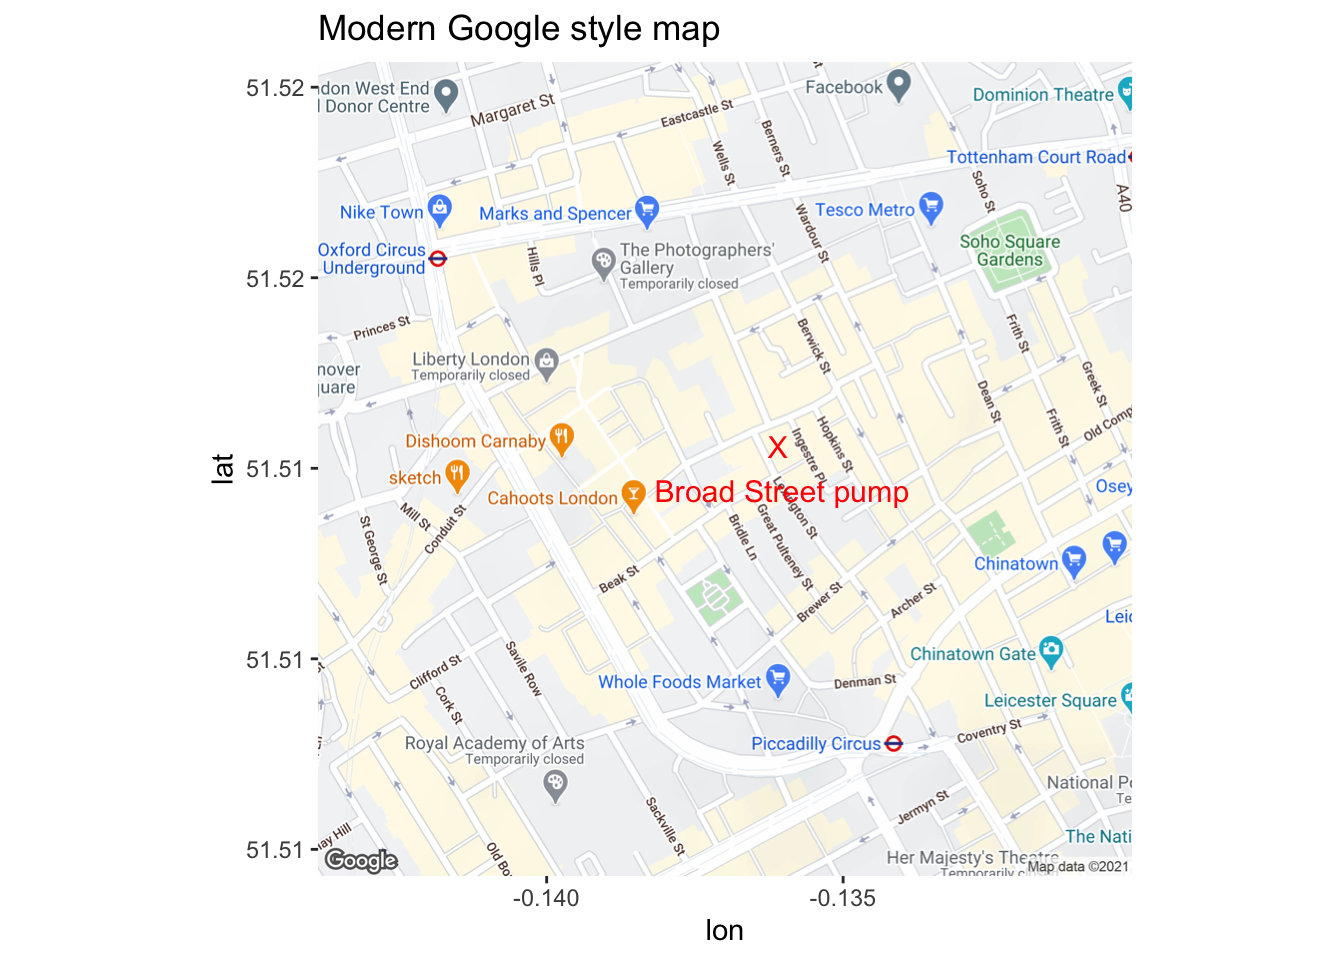 Modern Google style map
51.52
don West End
l Donor Centre
Margaret St
Eastcastle St
Facebook
Dominion Theatre
Berners St
Wells St
Tottenham Court Road
Soho St
A40
Nike Town
Marks and Spencer
Tesco Metro
Wardour St
Soho Square
Gardens
Oxford Circus
Underground
Hills Pl
The Photographers'
Gallery
Temporarily closed
51.52
Princes St
Frith St
Berwick St
Liberty London
Temporarily closed
nover
quare
Greek St
Dean St
Frith St
Old Comp
Hopkins St
Ingestre Pl
X
Dishoom Carnaby
lat
51.51
sketch
Cahoots London
Broad Street pump
Lexington St
Osey
Mill St
Conduit St
St George St
Bridle Ln
Great Pulteney St
Chinatown
Beak St
Brewer St
Archer St
Leic
Savile Row
Clifford St
Cork St
51.51
Chinatown Gate
Whole Foods Market
Denman St
Leicester Square
Coventry St
Piccadilly Circus
Royal Academy of Arts
Temporarily closed
National Po
Te
Sackville St
Jermyn St
The Nati
ay Hill
Old Bo
51.51
Her Majesty's Theatre
Temporarily closed
Google
Map data ©2021
-0.140
-0.135
lon